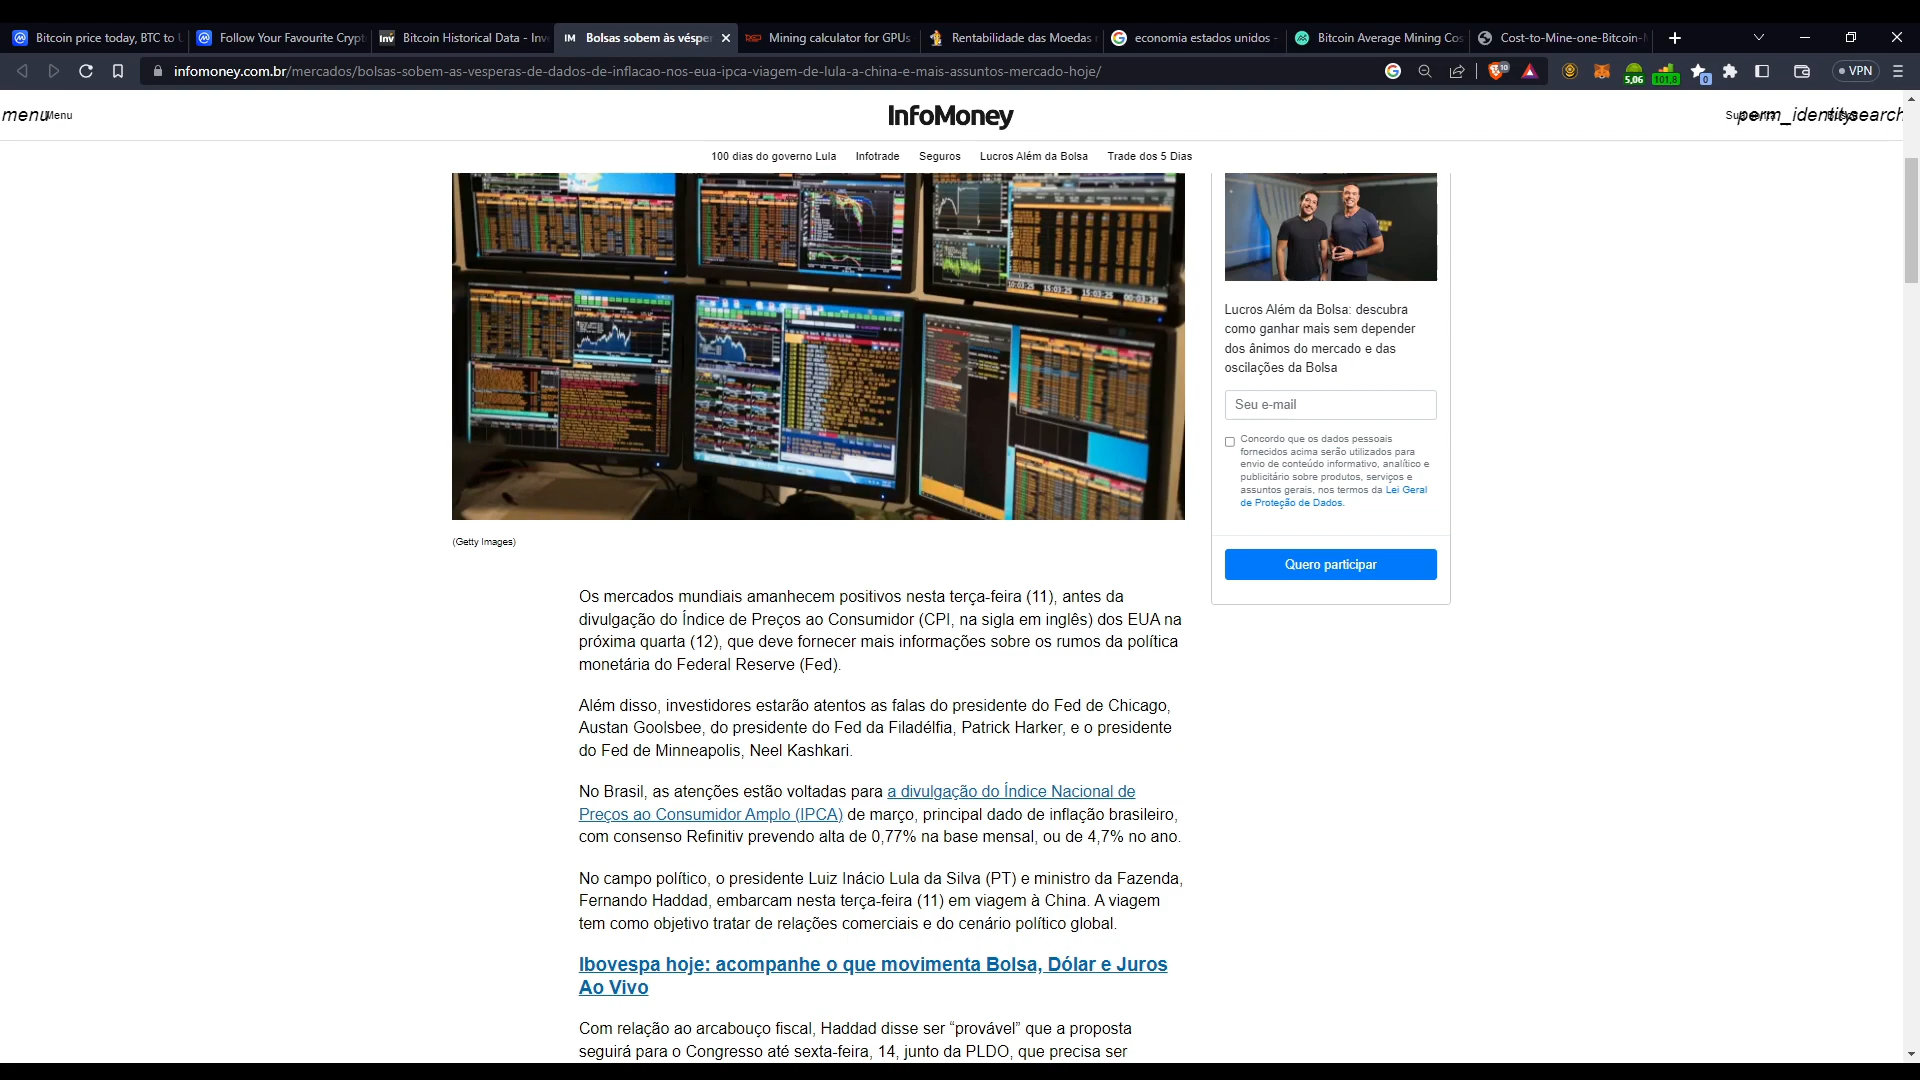 Bitcoin price today, BTC to U
Follow Your Favourite Crypt
Bitcoin Historical Data - Inve
Bolsas sobem às véspe
Mining calculator for GPUs
Rentabilidade das Moedas
economia estados unidos -
Bitcoin Average Mining Cos
Cost-to-Mine-one-Bitcoin-
infomoney.com.br/mercados/bolsas-sobem-as-vesperas-de-dados-de-inflacao-nos-eua-ipca-viagem-de-lula-a-china-e-mais-assuntos-mercado-hoje/
10
5,06
101,8
0
VPN
menu
Menu
InfoMoney
perm_identity
search
100 dias do governo Lula
Infotrade
Seguros
Lucros Além da Bolsa
Trade dos 5 Dias
(Getty Images)
Lucros Além da Bolsa: descubra
como ganhar mais sem depender
dos ânimos do mercado e das
oscilações da Bolsa
Seu e-mail
Concordo que os dados pessoais
fornecidos acima serão utilizados para
envio de conteúdo informativo, analítico e
publicitário sobre produtos, serviços e
assuntos gerais, nos termos da Lei Geral
de Proteção de Dados.
Quero participar
Os mercados mundiais amanhecem positivos nesta terça-feira (11), antes da
divulgação do Índice de Preços ao Consumidor (CPI, na sigla em inglês) dos EUA na
próxima quarta (12), que deve fornecer mais informações sobre os rumos da política
monetária do Federal Reserve (Fed).
Além disso, investidores estarão atentos as falas do presidente do Fed de Chicago,
Austan Goolsbee, do presidente do Fed da Filadélfia, Patrick Harker, e o presidente
do Fed de Minneapolis, Neel Kashkari.
No Brasil, as atenções estão voltadas para a divulgação do Índice Nacional de
Preços ao Consumidor Amplo (IPCA) de março, principal dado de inflação brasileiro,
com consenso Refinitiv prevendo alta de 0,77% na base mensal, ou de 4,7% no ano.
No campo político, o presidente Luiz Inácio Lula da Silva (PT) e ministro da Fazenda,
Fernando Haddad, embarcam nesta terça-feira (11) em viagem à China. A viagem
tem como objetivo tratar de relações comerciais e do cenário político global.
Ibovespa hoje: acompanhe o que movimenta Bolsa, Dólar e Juros
Ao Vivo
Com relação ao arcabouço fiscal, Haddad disse ser “provável” que a proposta
seguirá para o Congresso até sexta-feira, 14, junto da PLDO, que precisa ser